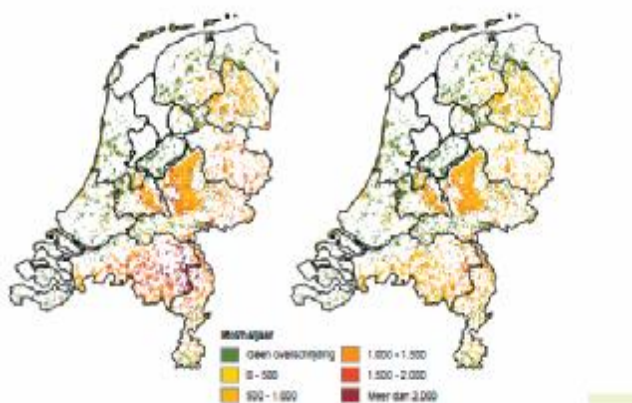 Mol/ha/jaar
Geen overschrijding
0 - 500
500 - 1.000
1.000 - 1.500
1.500 - 2.000
Meer dan 2.000